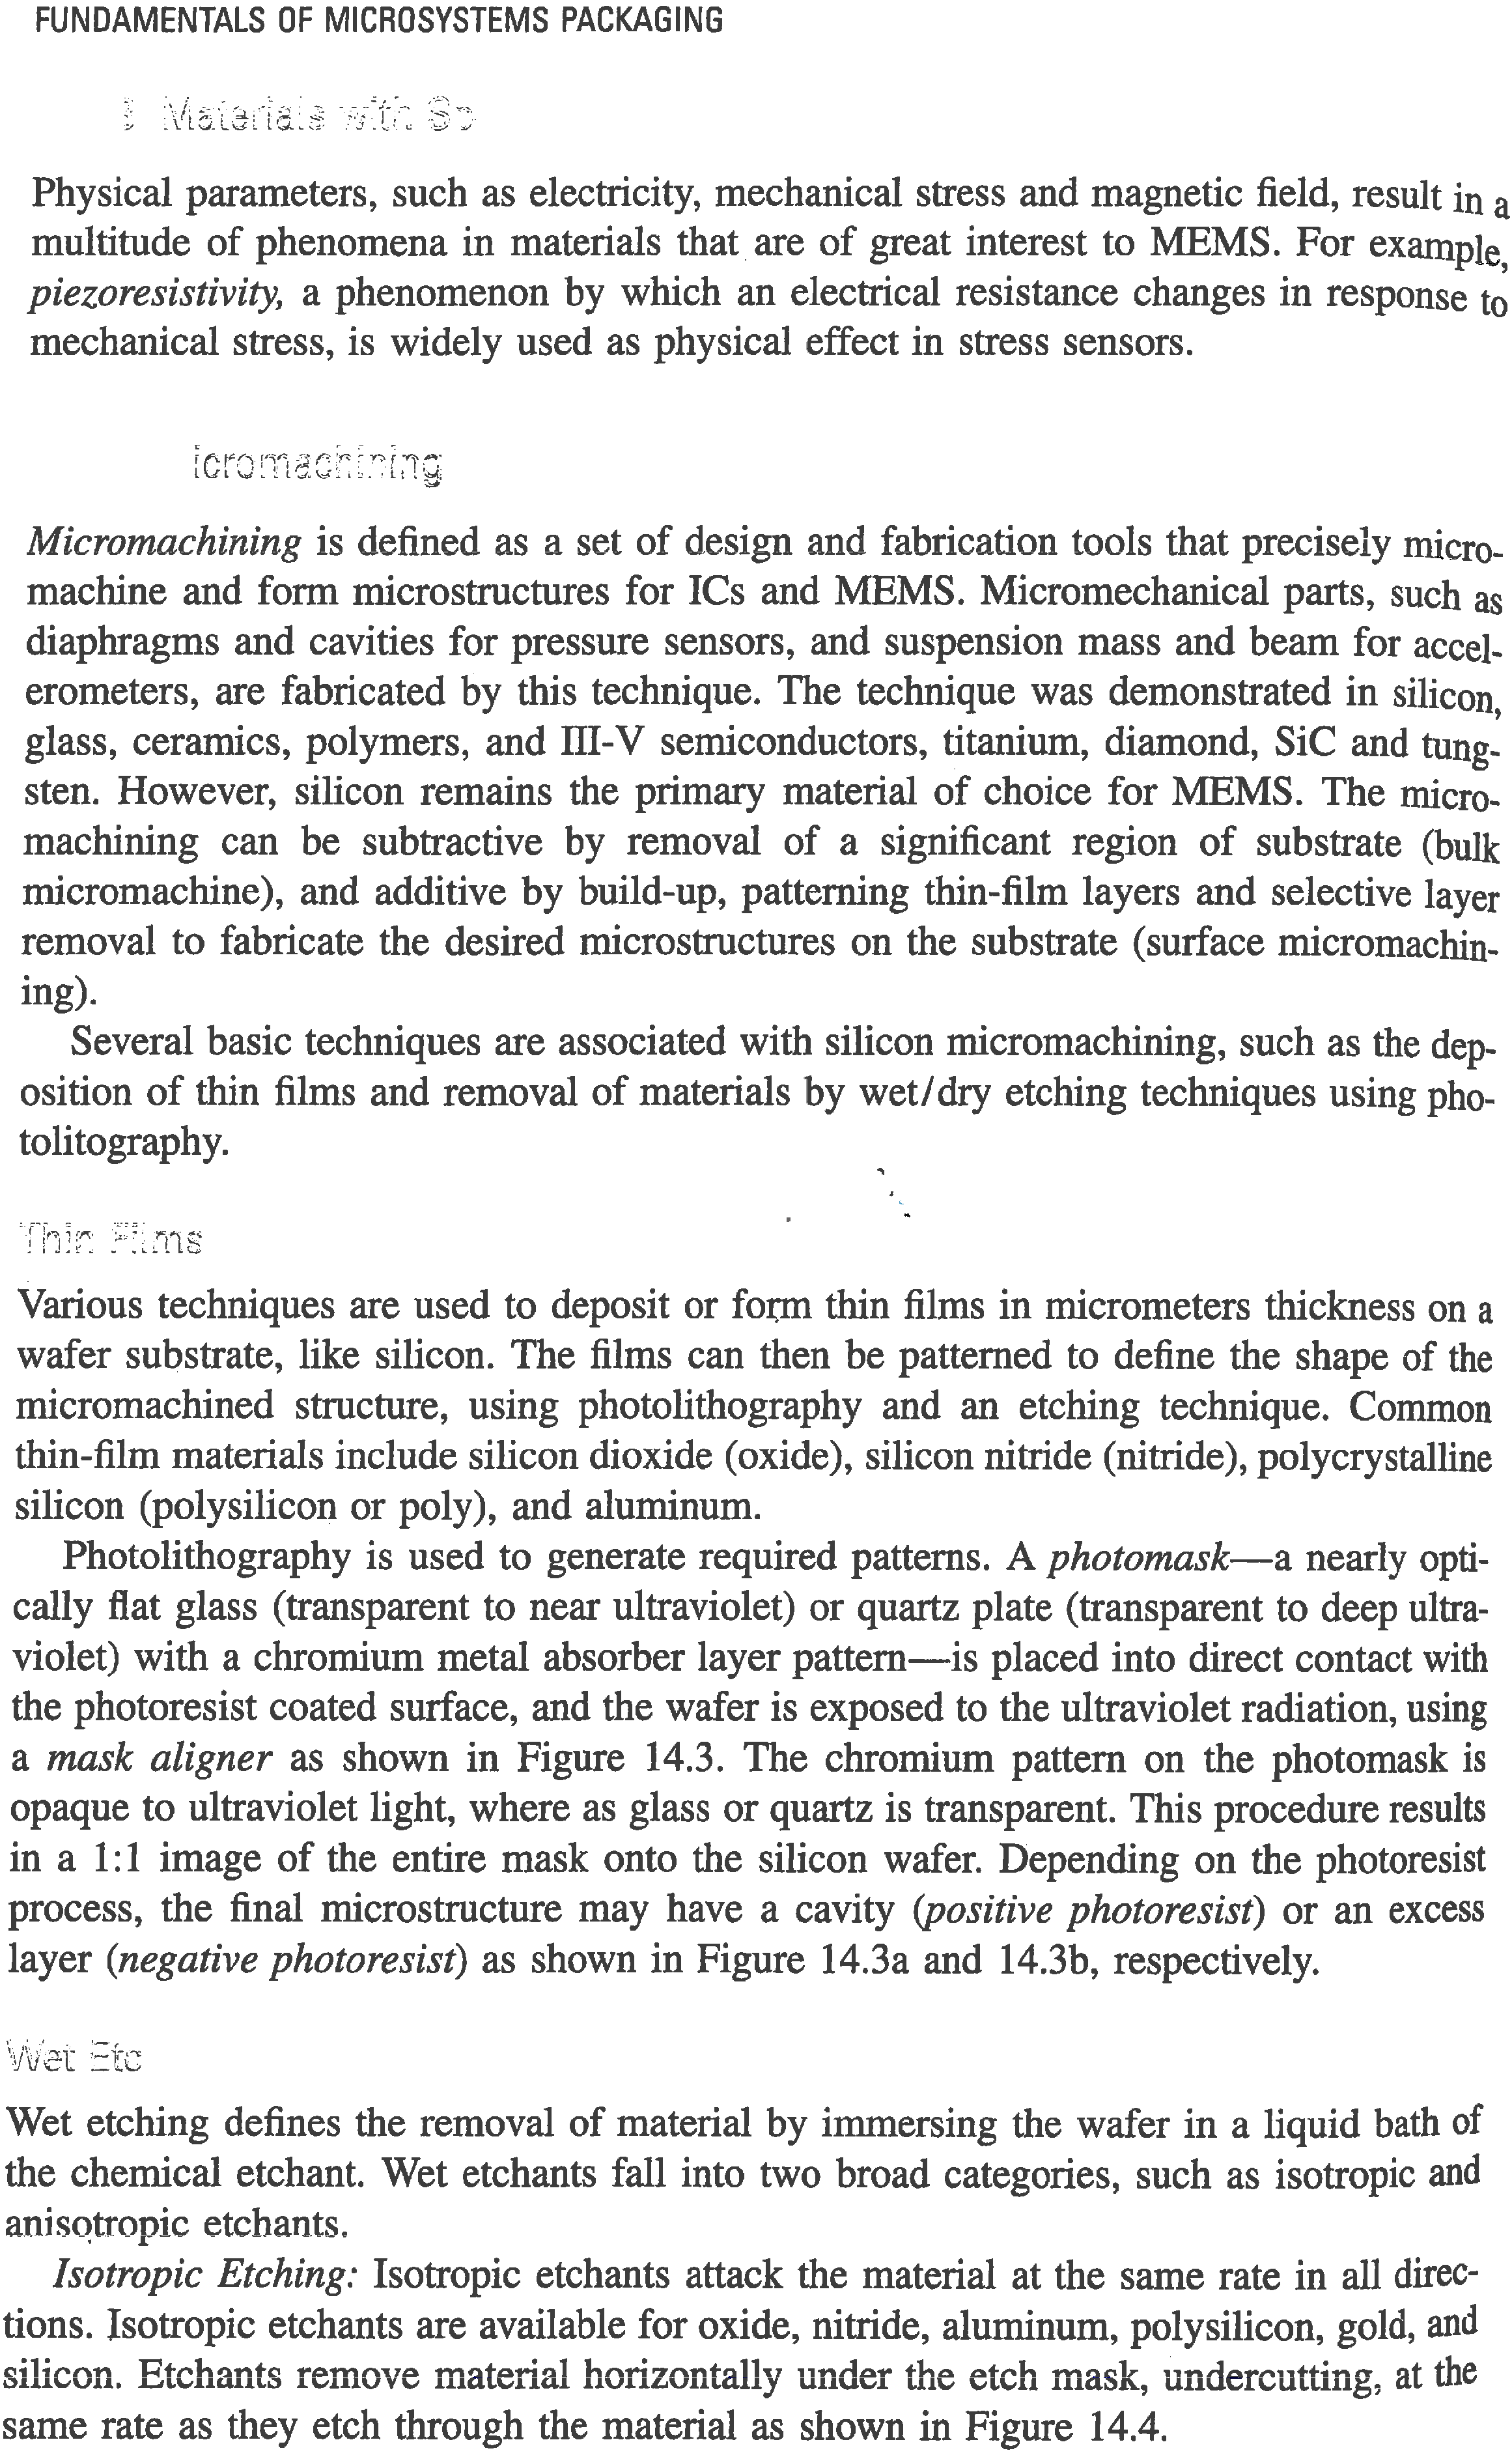 FUNDAMENTALS OF MICROSYSTEMS PACKAGING
Materials with Sp
Physical parameters, such as electricity, mechanical stress and magnetic field, result in a
multitude of phenomena in materials that are of great interest to MEMS. For example,
piezoresistivity, a phenomenon by which an electrical resistance changes in response to
mechanical stress, is widely used as physical effect in stress sensors.
icromachining
Micromachining is defined as a set of design and fabrication tools that precisely micro-
machine and form microstructures for ICs and MEMS. Micromechanical parts, such as
diaphragms and cavities for pressure sensors, and suspension mass and beam for accel-
erometers, are fabricated by this technique. The technique was demonstrated in silicon,
glass, ceramics, polymers, and III-V semiconductors, titanium, diamond, SiC and tung-
sten. However, silicon remains the primary material of choice for MEMS. The micro-
machining can be subtractive by removal of a significant region of substrate (bulk
micromachine), and additive by build-up, patterning thin-film layers and selective layer
removal to fabricate the desired microstructures on the substrate (surface micromachin-
ing).
Several basic techniques are associated with silicon micromachining, such as the dep-
osition of thin films and removal of materials by wet/dry etching techniques using pho-
tolitography.
Thin Films
Various techniques are used to deposit or form thin films in micrometers thickness on a
wafer substrate, like silicon. The films can then be patterned to define the shape of the
micromachined structure, using photolithography and an etching technique. Common
thin-film materials include silicon dioxide (oxide), silicon nitride (nitride), polycrystalline
silicon (polysilicon or poly), and aluminum.
Photolithography is used to generate required patterns. A photomask—a nearly opti-
cally flat glass (transparent to near ultraviolet) or quartz plate (transparent to deep ultra-
violet) with a chromium metal absorber layer pattern—is placed into direct contact with
the photoresist coated surface, and the wafer is exposed to the ultraviolet radiation, using
a mask aligner as shown in Figure 14.3. The chromium pattern on the photomask is
opaque to ultraviolet light, where as glass or quartz is transparent. This procedure results
in a 1:1 image of the entire mask onto the silicon wafer. Depending on the photoresist
process, the final microstructure may have a cavity (positive photoresist) or an excess
layer (negative photoresist) as shown in Figure 14.3a and 14.3b, respectively.
Wet Etc
Wet etching defines the removal of material by immersing the wafer in a liquid bath of
the chemical etchant. Wet etchants fall into two broad categories, such as isotropic and
anisotropic etchants.
Isotropic Etching: Isotropic etchants attack the material at the same rate in all direc-
tions. Isotropic etchants are available for oxide, nitride, aluminum, polysilicon, gold, and
silicon. Etchants remove material horizontally under the etch mask, undercutting, at the
same rate as they etch through the material as shown in Figure 14.4.